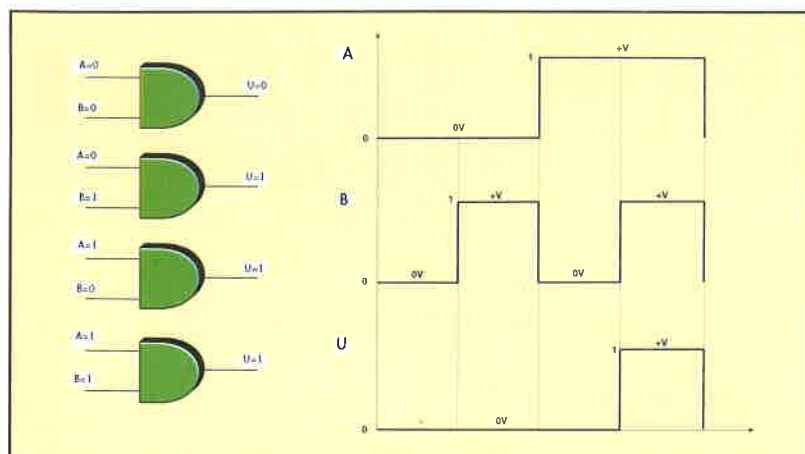 A=0
B=0
U=0
A=0
B=1
U=1
A=1
B=0
U=1
A=1
B=1
U=1
A
1
+V
0
0V
B
1
+V
+V
0
0V
0V
U
1
+V
0
0V